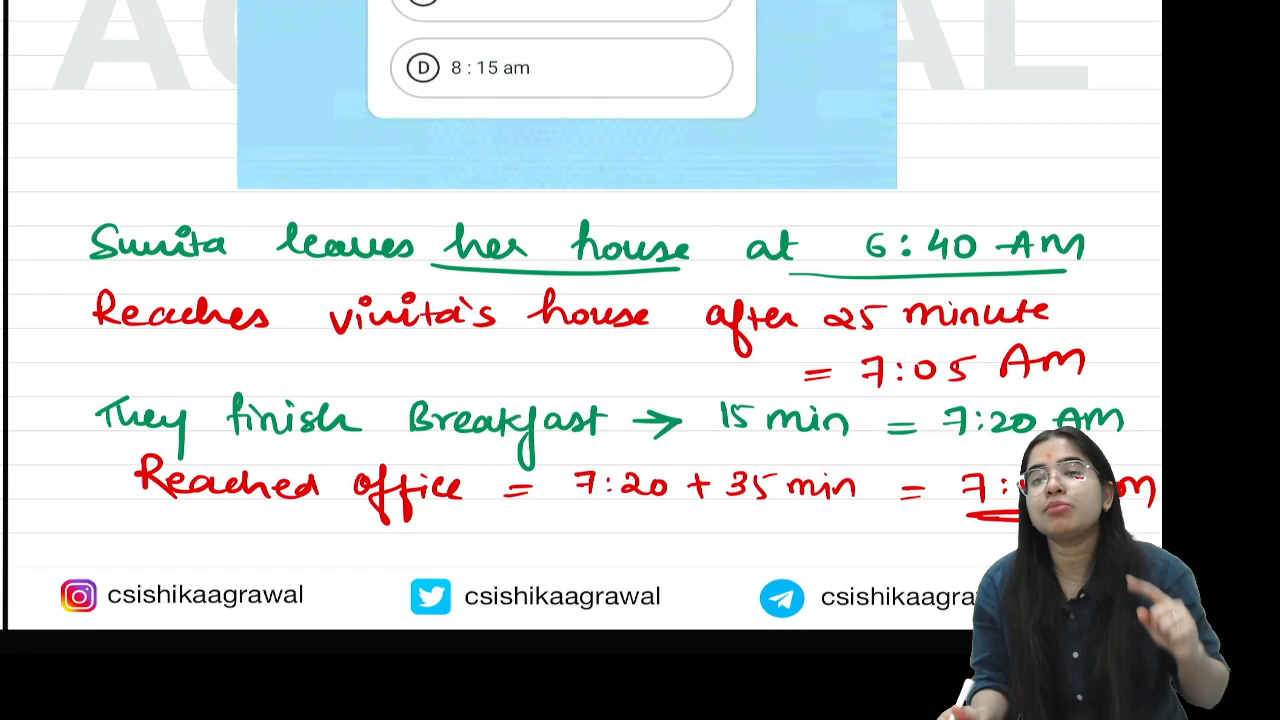 D 8 : 15 am
Sunita leaves her house at 6:40 AM
Reaches vinita's house after 25 minute
= 7:05 AM
They finish Breakfast → 15 min = 7:20 AM
Reached office = 7:20 + 35 min = 7:
csishikaagrawal csishikaagrawal